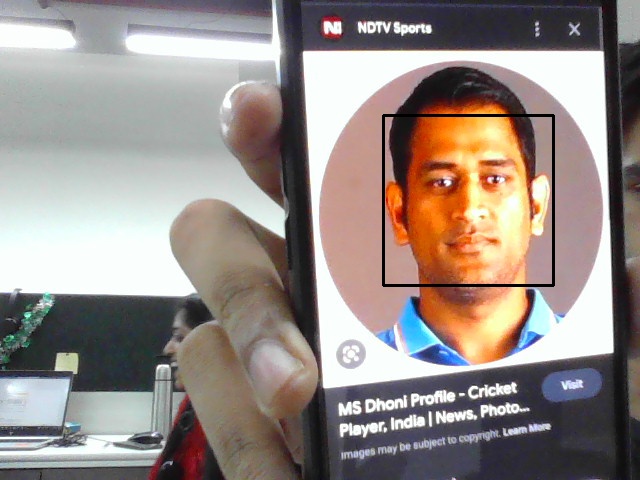 N
NDTV Sports
MS Dhoni Profile - Cricket
Player, India | News, Photo...
Visit
Images may be subject to copyright. Learn More